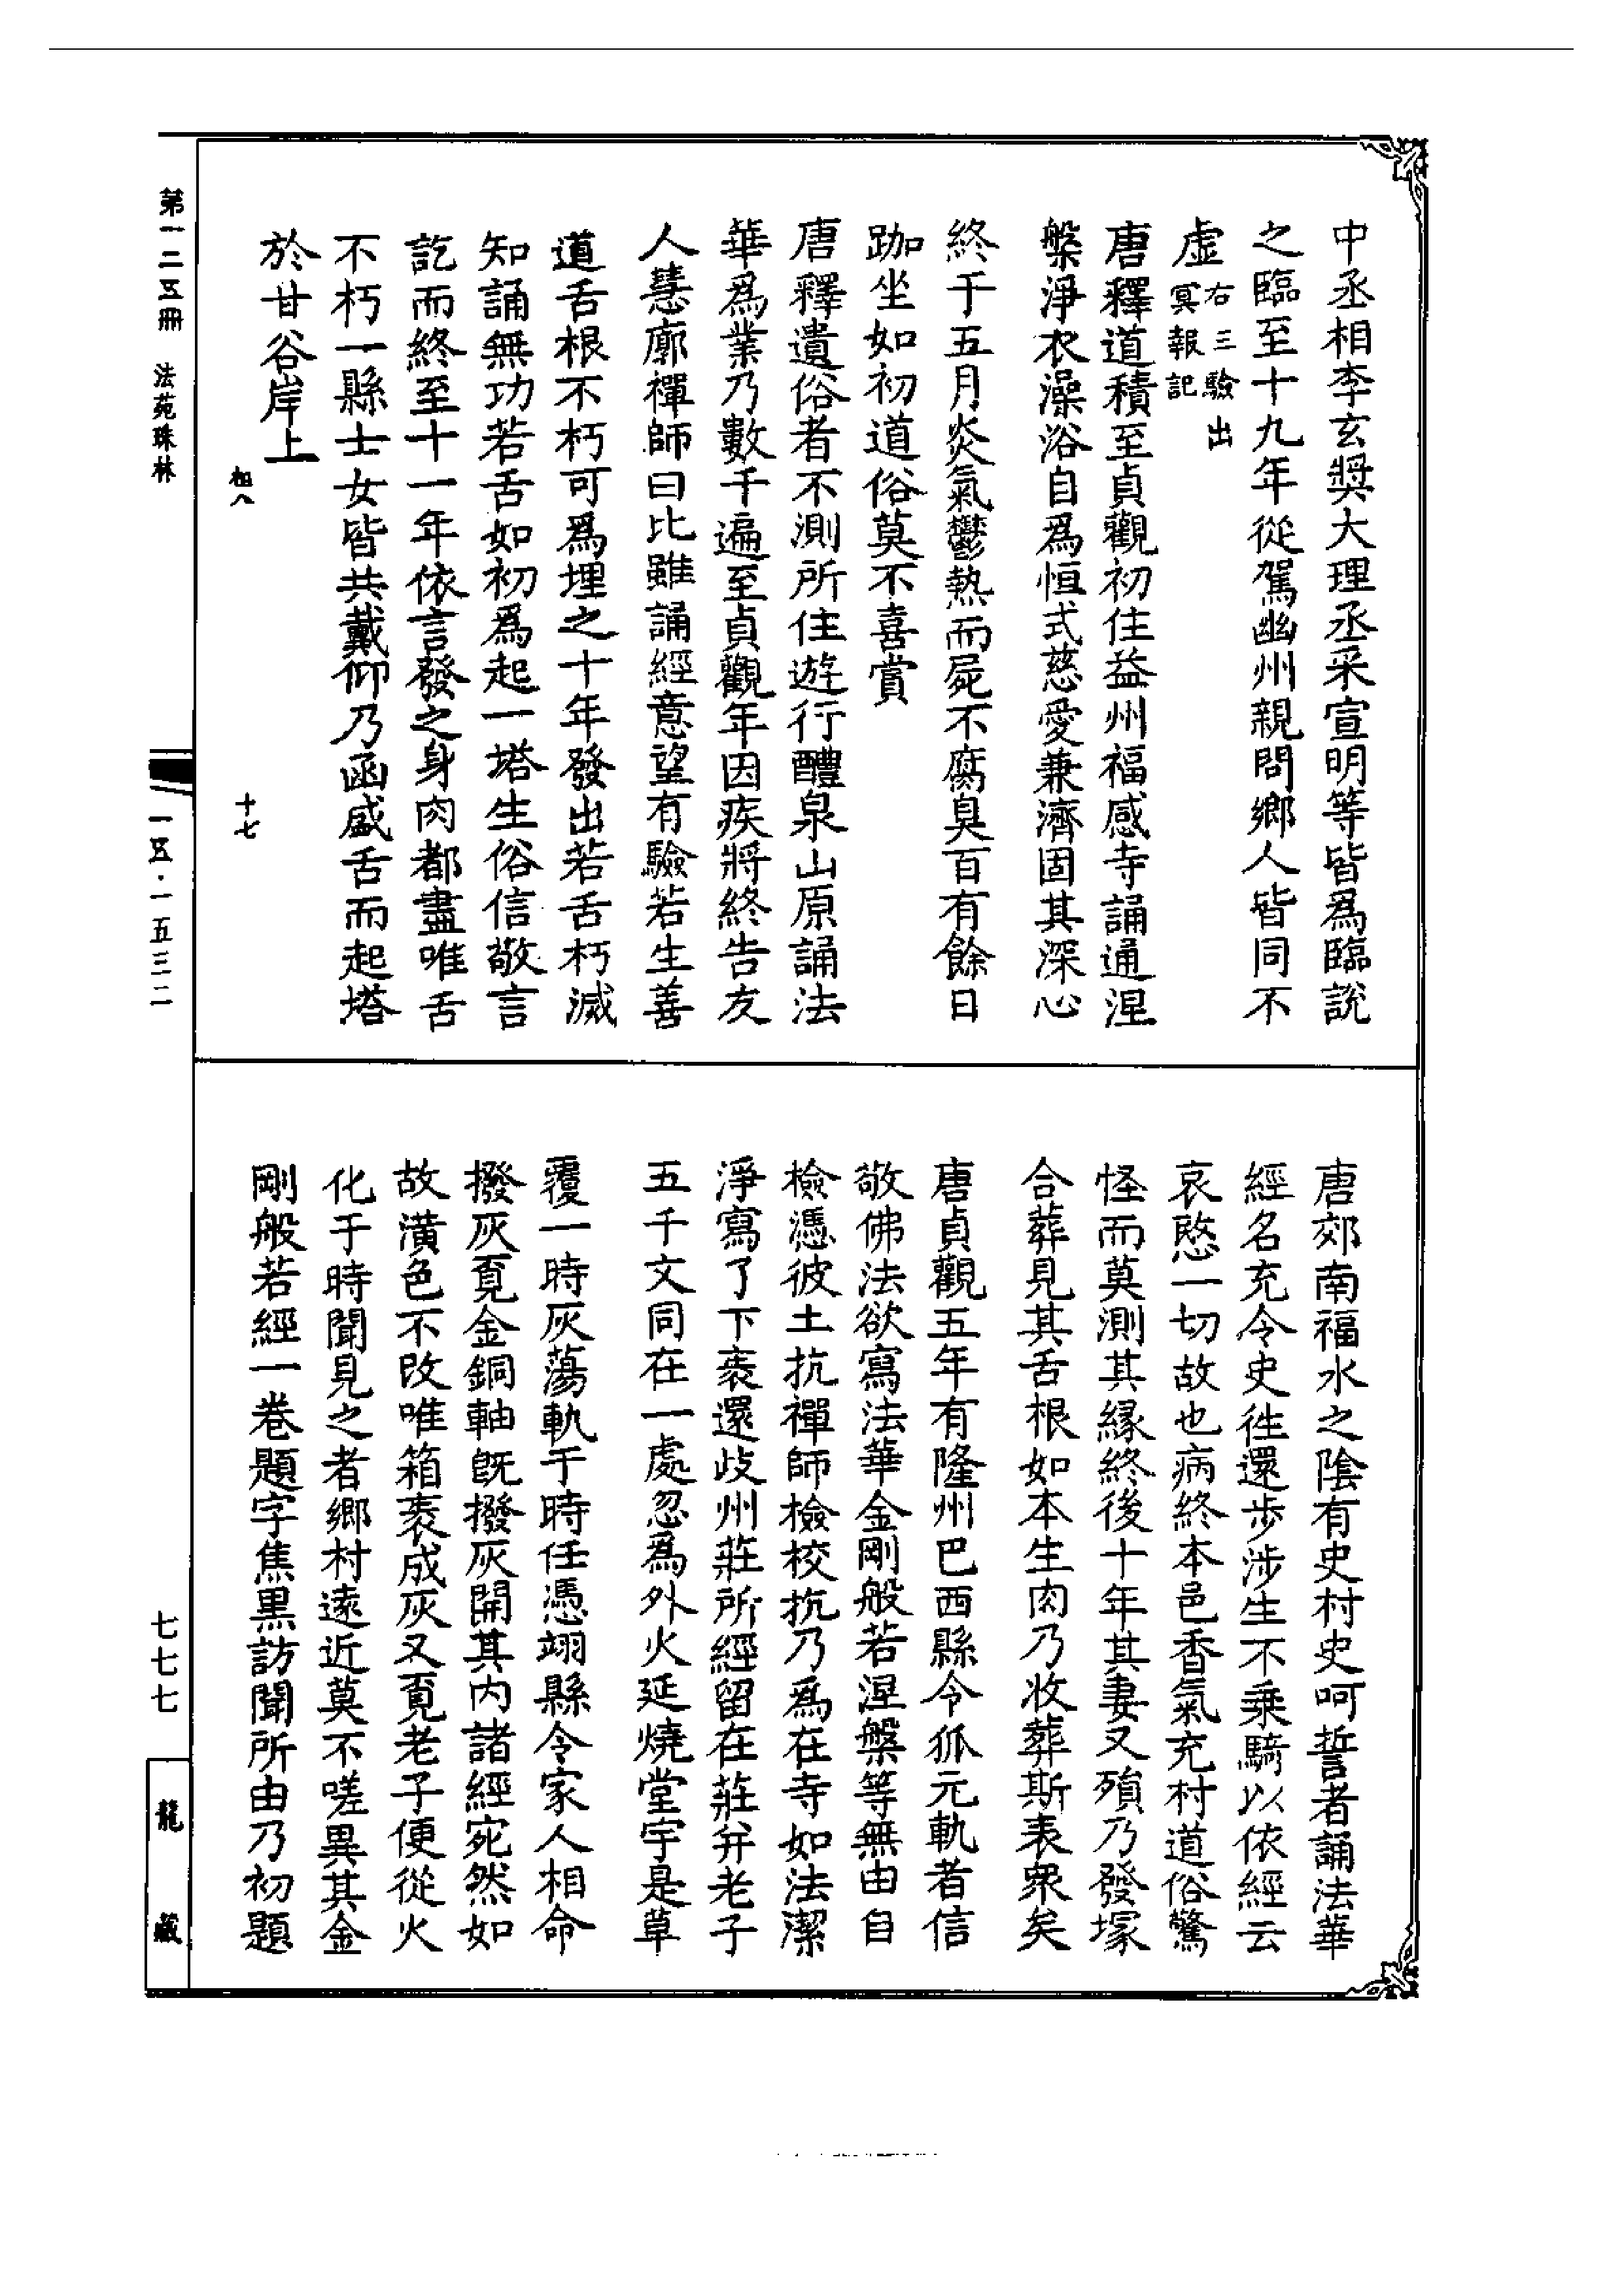 中丞相李玄奬大理丞采宣明等皆爲臨說
之臨至十九年從駕幽州親問鄉人皆同不
虛右三驗出冥報記
唐釋道積至貞觀初住益州福感寺誦通涅
槃淨衣澡浴自爲恒式慈愛兼濟固其深心
終于五月炎氣鬱熱而屍不腐臭百有餘日
跏坐如初道俗莫不喜賞
唐釋遺俗者不測所住遊行醴泉山原誦法
華爲業乃數千遍至貞觀年因疾將終告友
人慧廓禪師曰比雖誦經意望有驗若生善
道舌根不朽可爲埋之十年發出若舌朽滅
知誦無功若舌如初爲起一塔生俗信敬言
訖而終至十一年依言發之身肉都盡唯舌
不朽一縣士女皆共戴仰乃函盛舌而起塔
於甘谷岸上
唐郊南福水之陰有史村史呵誓者誦法華
經名充令史徃還步涉生不乘騎以依經云
哀愍一切故也病終本邑香氣充村道俗驚
怪而莫測其緣終後十年其妻又殞乃發塚
合葬見其舌根如本生肉乃收葬斯表衆矣
唐貞觀五年有隆州巴西縣令狐元軌者信
敬佛法欲寫法華金剛般若涅槃等無由自
檢憑彼土抗禪師檢校抗乃爲在寺如法潔
淨寫了下袠還歧州莊所經留在莊并老子
五千文同在一處忽爲外火延燒堂宇是草
覆一時灰蕩軌于時任憑翊縣令家人相命
撥灰覓金銅軸旣撥灰開其内諸經宛然如
故潢色不改唯箱袠成灰又覓老子便從火
化于時聞見之者鄉村遠近莫不嗟異其金
剛般若經一卷題字焦黒訪聞所由乃初題
第一二五冊 法苑珠林
桓八
十七
一五·一五三二
七七七
龍藏